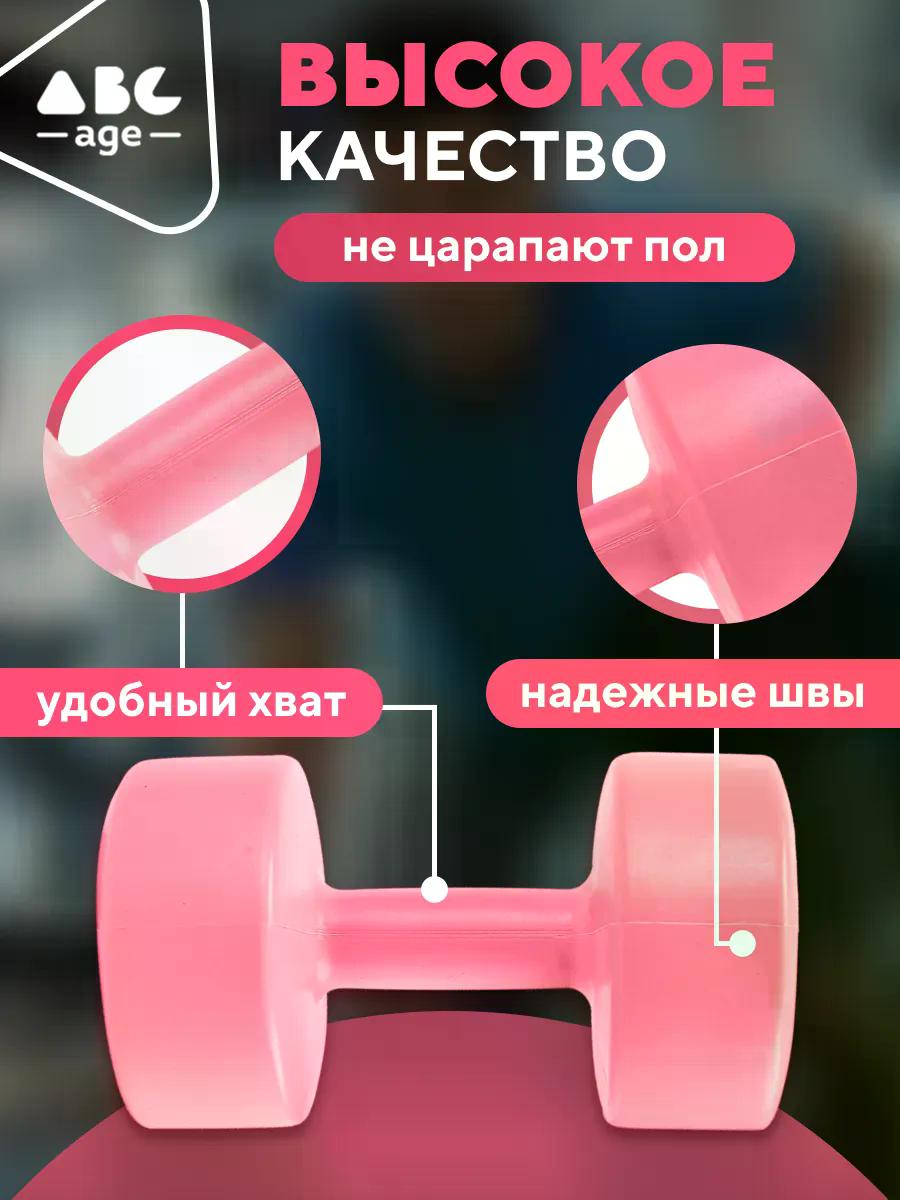 ABC
age
ВЫСОКОЕ
КАЧЕСТВО
не царапают пол
удобный хват
надежные швы